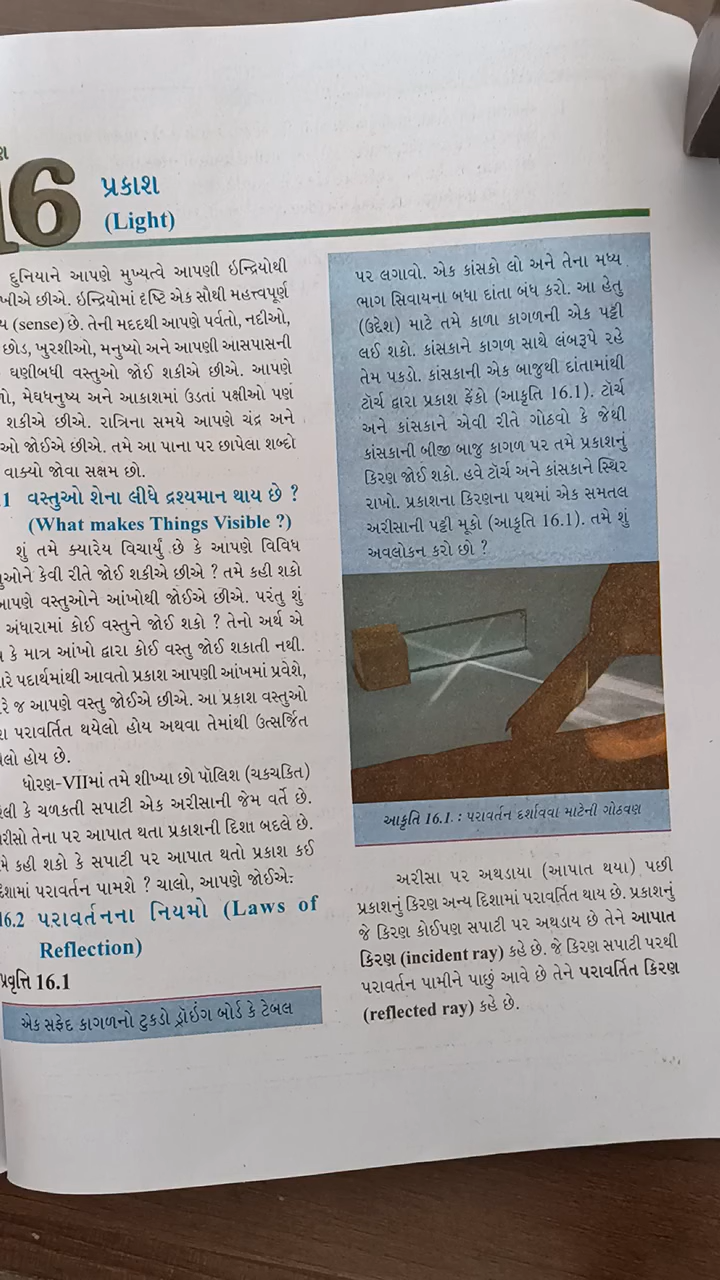 16
પ્રકાશ
(Light)
દુનિયાને આપણે મુખ્યત્વે આપણી ઇન્દ્રિયોથી
છીએ. ઇન્દ્રિયોમાં દૃષ્ટિ એક સૌથી મહત્ત્વપૂર્ણ
(sense) છે. તેની મદદથી આપણે પર્વતો, નદીઓ,
છોડ, ખુરશીઓ, મનુષ્યો અને આપણી આસપાસની
ઘણીબધી વસ્તુઓ જોઈ શકીએ છીએ. આપણે
મેઘધનુષ્ય અને આકાશમાં ઉડતાં પક્ષીઓ પણ
શકીએ છીએ. રાત્રિના સમયે આપણે ચંદ્ર અને
જોઈએ છીએ. તમે આ પાના પર છાપેલા શબ્દો
વાક્યો જોવા સક્ષમ છો.
1 વસ્તુઓ શેના લીધે દ્રશ્યમાન થાય છે ?
(What makes Things Visible ?)
શું તમે ક્યારેય વિચાર્યું છે કે આપણે વિવિધ
કેવી રીતે જોઈ શકીએ છીએ ? તમે કહી શકો
આપણે વસ્તુઓને આંખોથી જોઈએ છીએ. પરંતુ શું
અંધારામાં કોઈ વસ્તુને જોઈ શકો ? તેનો અર્થ એ
કે માત્ર આંખો દ્વારા કોઈ વસ્તુ જોઈ શકાતી નથી.
પદાર્થમાંથી આવતો પ્રકાશ આપણી આંખમાં પ્રવેશે,
જ આપણે વસ્તુ જોઈએ છીએ. આ પ્રકાશ વસ્તુઓ
પરાવર્તિત થયેલો હોય અથવા તેમાંથી ઉત્સર્જિત
હોય છે.
ધોરણ-VIIમાં તમે શીખ્યા છો પૉલિશ (ચકચકિત)
કે ચળકતી સપાટી એક અરીસાની જેમ વર્તે છે.
તેના પર આપાત થતા પ્રકાશની દિશા બદલે છે.
કહી શકો કે સપાટી પર આપાત થતો પ્રકાશ કઈ
પરાવર્તન પામશે ? ચાલો, આપણે જોઈએ:
16.2 પરાવર્તનના નિયમો (Laws of
Reflection)
પ્રવૃત્તિ 16.1
એક સફેદ કાગળનો ટુકડો ડ્રૉઇંગ બોર્ડ કે ટેબલ
પર લગાવો. એક કાંસકો લો અને તેના મધ્ય
ભાગ સિવાયના બધા દાંતા બંધ કરો. આ હેતુ
(ઉદ્દેશ) માટે તમે કાળા કાગળની એક પટ્ટી
લઈ શકો. કાંસકાને કાગળ સાથે લંબરૂપે રહે
તેમ પકડો. કાંસકાની એક બાજુથી દાંતામાંથી
ટૉર્ચ દ્વારા પ્રકાશ ફેંકો (આકૃતિ 16.1). ટૉર્ચ
અને કાંસકાને એવી રીતે ગોઠવો કે જેથી
કાંસકાની બીજી બાજુ કાગળ પર તમે પ્રકાશનું
કિરણ જોઈ શકો. હવે ટૉર્ચ અને કાંસકાને સ્થિર
રાખો. પ્રકાશના કિરણના પથમાં એક સમતલ
અરીસાની પટ્ટી મૂકો (આકૃતિ 16.1). તમે શું
અવલોકન કરો છો ?
આકૃતિ 16.1. : પરાવર્તન દર્શાવવા માટેની ગોઠવણ
અરીસા પર અથડાયા (આપાત થયા) પછી
પ્રકાશનું કિરણ અન્ય દિશામાં પરાવર્તિત થાય છે. પ્રકાશનું
જે કિરણ કોઈપણ સપાટી પર અથડાય છે તેને આપાત
કિરણ (incident ray) કહે છે. જે કિરણ સપાટી પરથી
પરાવર્તન પામીને પાછું આવે છે તેને પરાવર્તિત કિરણ
(reflected ray) કહે છે.